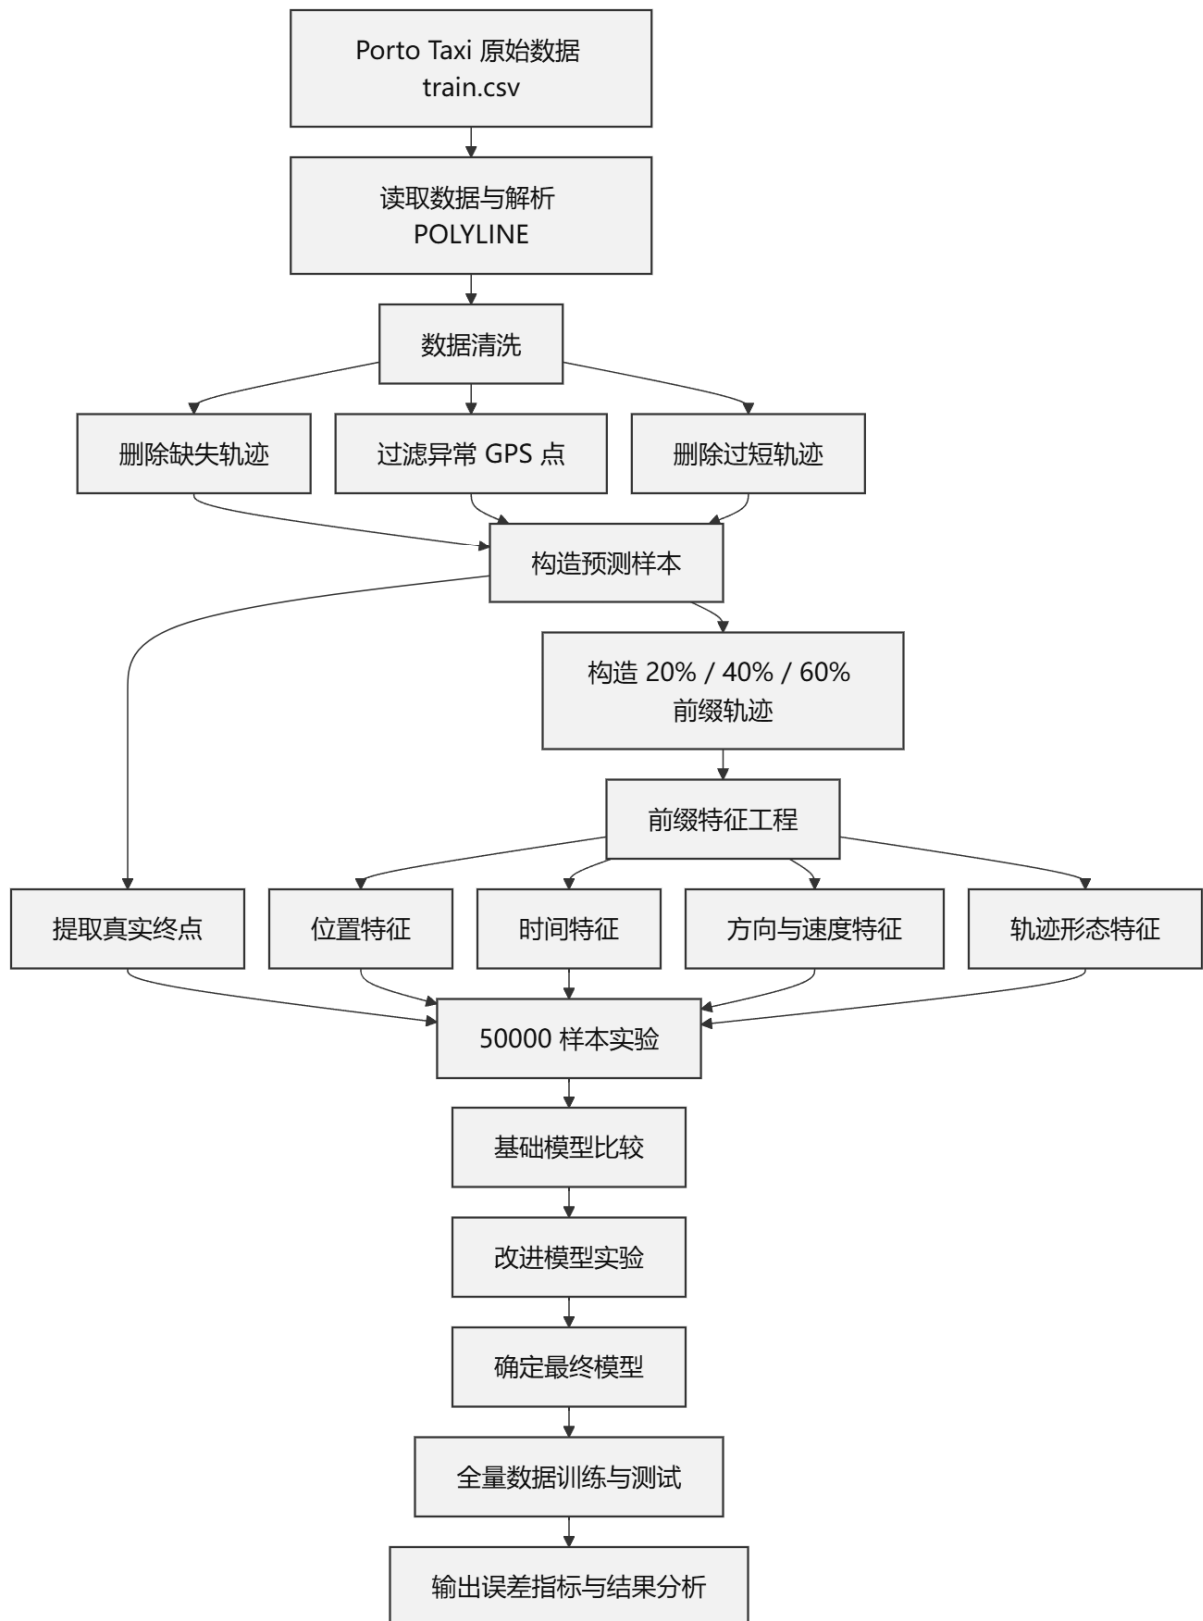 Porto Taxi 原始数据
train.csv
读取数据与解析
POLYLINE
数据清洗
删除缺失轨迹
过滤异常 GPS 点
删除过短轨迹
构造预测样本
构造 20% / 40% / 60%
前缀轨迹
前缀特征工程
提取真实终点
位置特征
时间特征
方向与速度特征
轨迹形态特征
50000 样本实验
基础模型比较
改进模型实验
确定最终模型
全量数据训练与测试
输出误差指标与结果分析